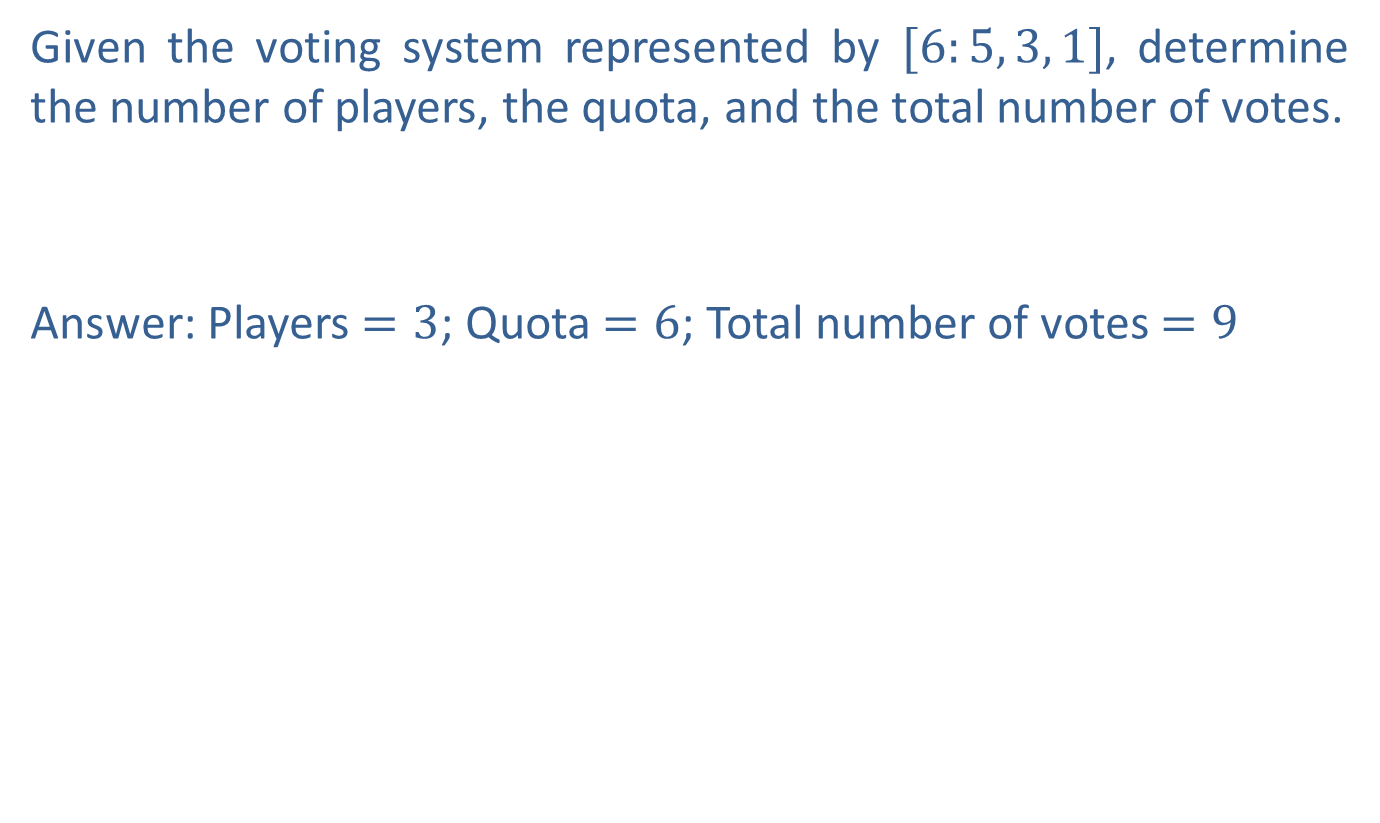 Given the voting system represented by [6: 5, 3, 1], determine
the number of players, the quota, and the total number of votes.
Answer: Players = 3; Quota = 6; Total number of votes = 9